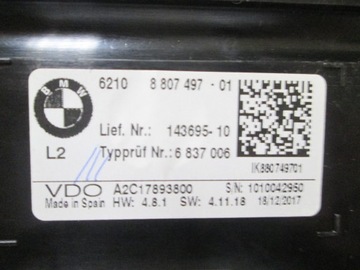 BMW 6210 8 807 497 - 01
Lief. Nr.: 143695-10
L2 Typprüf Nr.: 6 837 006
IK880749701
VDO A2C17893800 S/N: 1010042950
Made in Spain HW: 4.8.1 SW: 4.11.18 18/12/2017